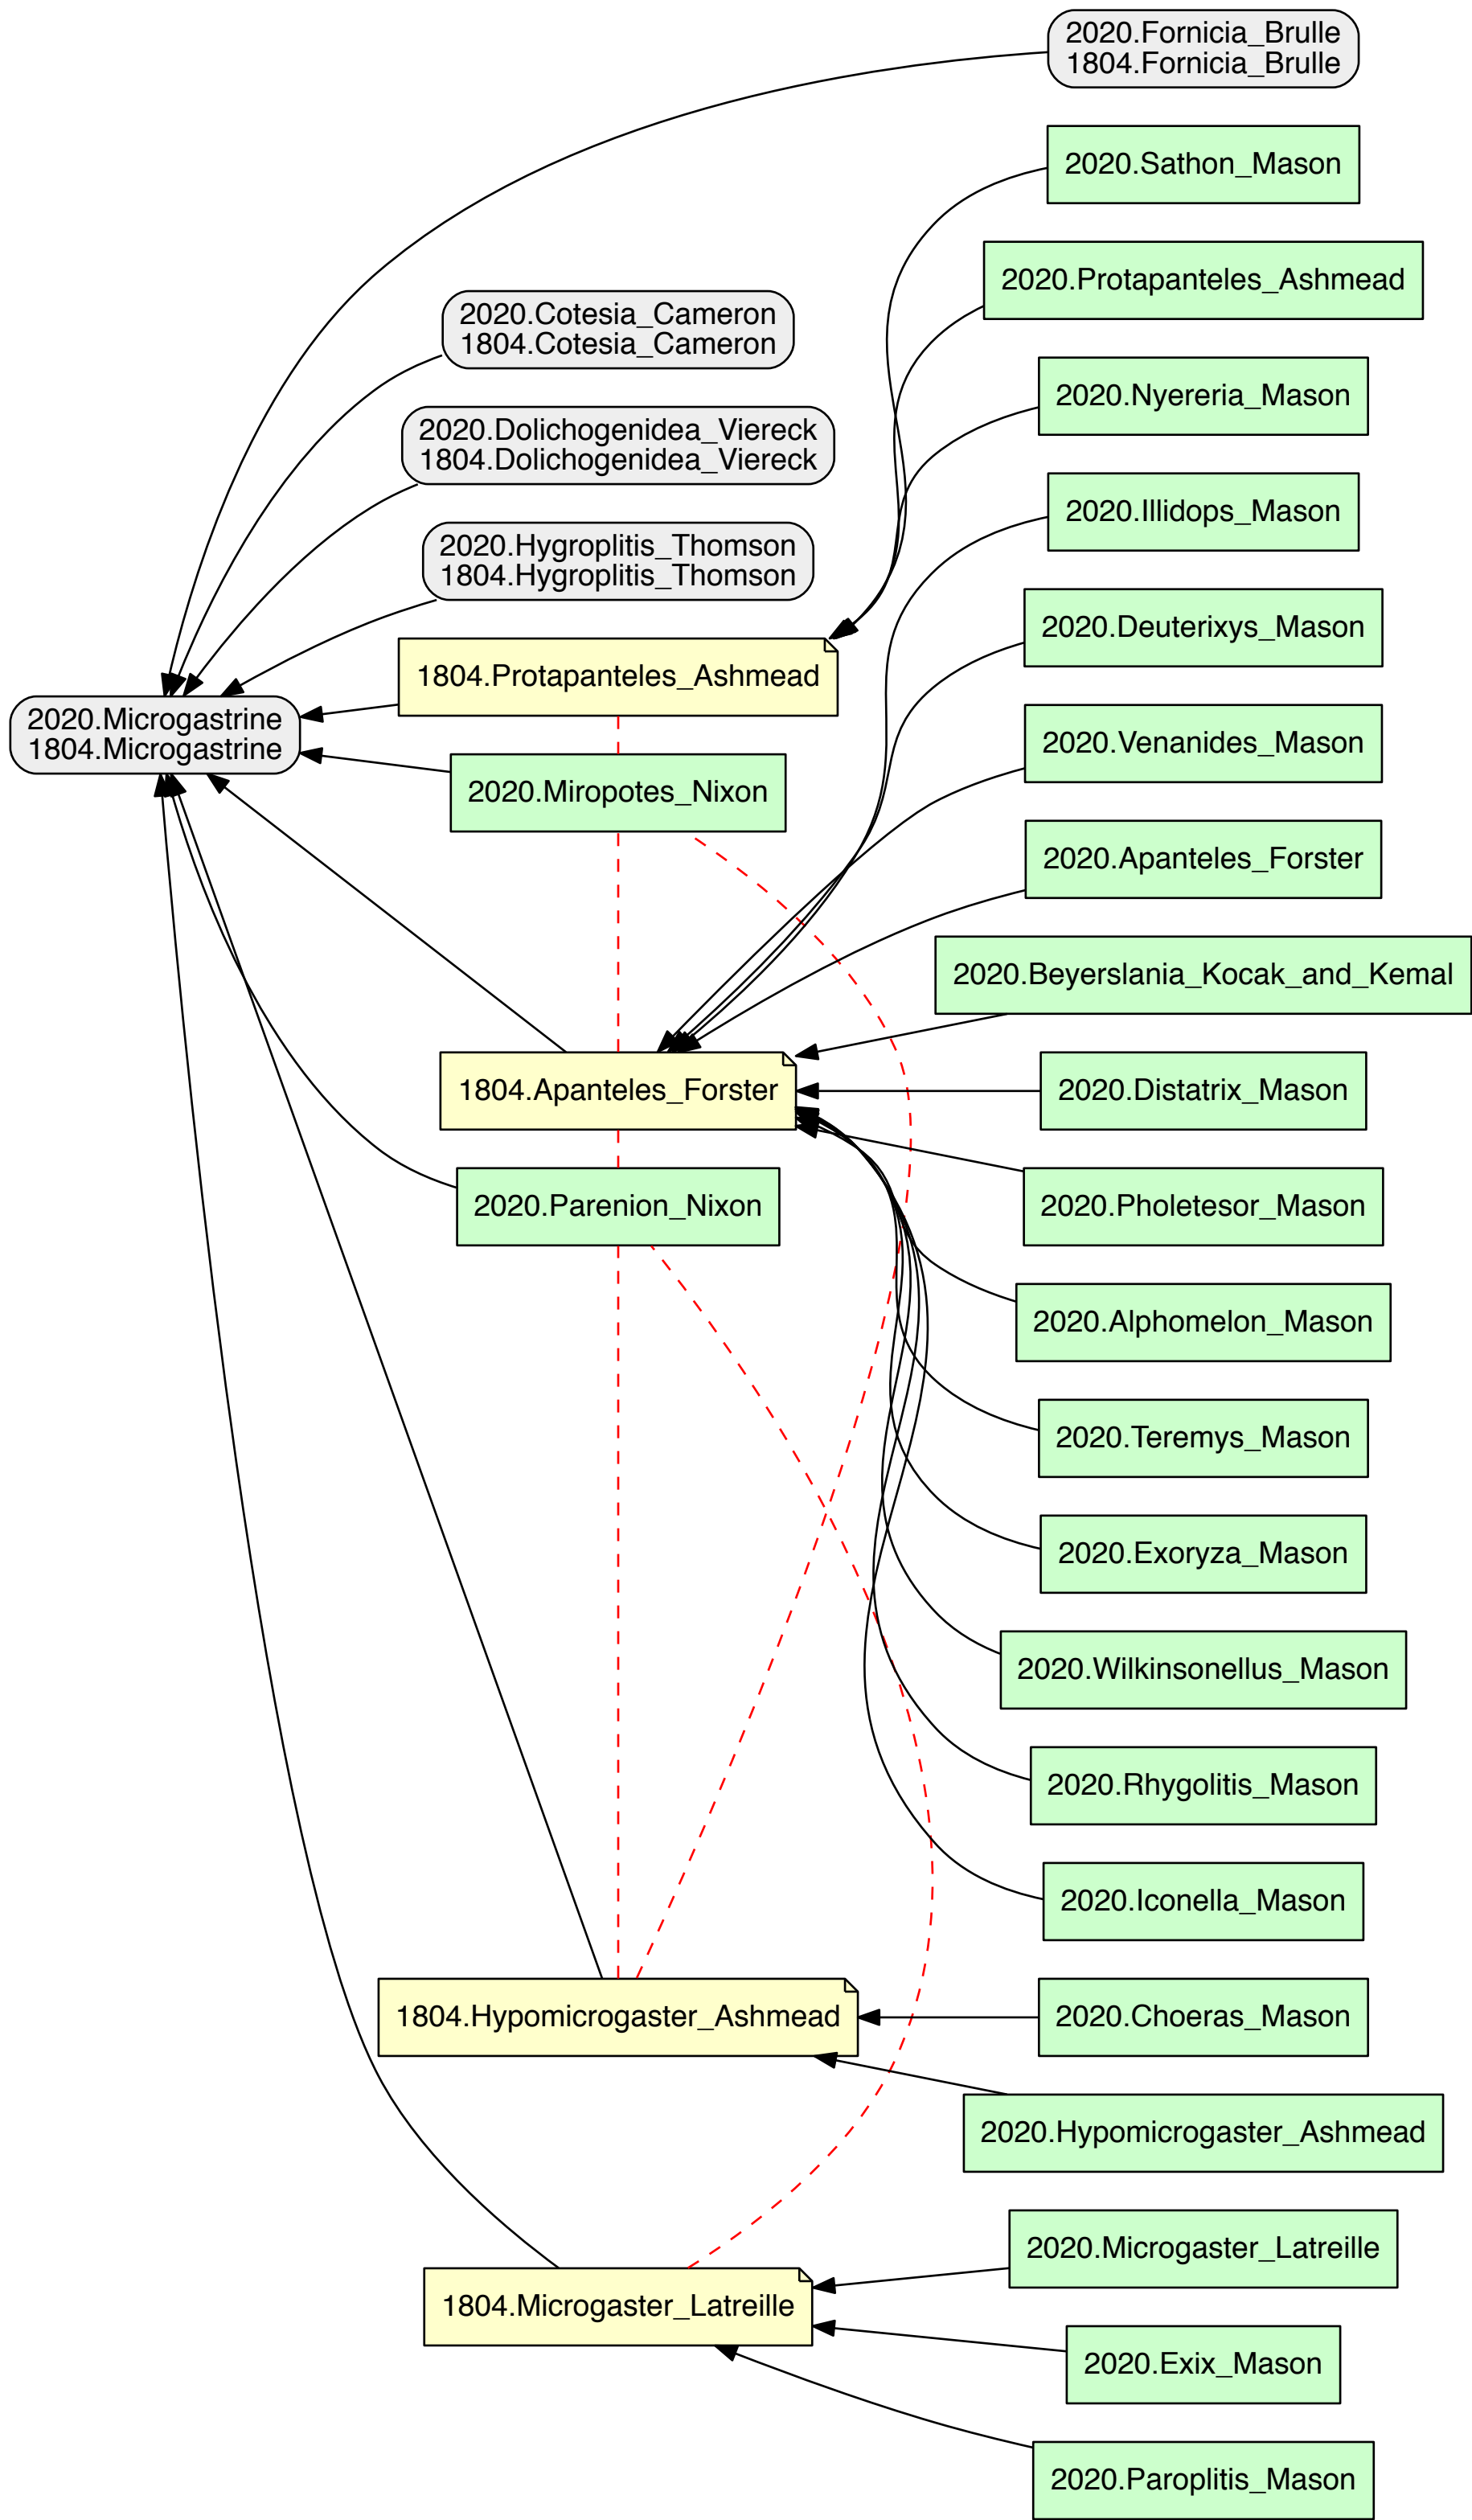 2020.Fornicia_Brulle
1804.Fornicia_Brulle
2020.Sathon_Mason
2020.Protapanteles_Ashmead
2020.Cotesia_Cameron
1804.Cotesia_Cameron
2020.Nyereria_Mason
2020.Dolichogenidea_Viereck
1804.Dolichogenidea_Viereck
2020.Illidops_Mason
2020.Hygroplitis_Thomson
1804.Hygroplitis_Thomson
2020.Deuterixys_Mason
1804.Protapanteles_Ashmead
2020.Microgastrine
1804.Microgastrine
2020.Venanides_Mason
2020.Miropotes_Nixon
2020.Apanteles_Forster
2020.Beyerslania_Kocak_and_Kemal
1804.Apanteles_Forster
2020.Distatrix_Mason
2020.Parenion_Nixon
2020.Pholetesor_Mason
2020.Alphomelon_Mason
2020.Teremys_Mason
2020.Exoryza_Mason
2020.Wilkinsonellus_Mason
2020.Rhygolitis_Mason
2020.Iconella_Mason
1804.Hypomicrogaster_Ashmead
2020.Choeras_Mason
2020.Hypomicrogaster_Ashmead
2020.Microgaster_Latreille
1804.Microgaster_Latreille
2020.Exix_Mason
2020.Paroplitis_Mason